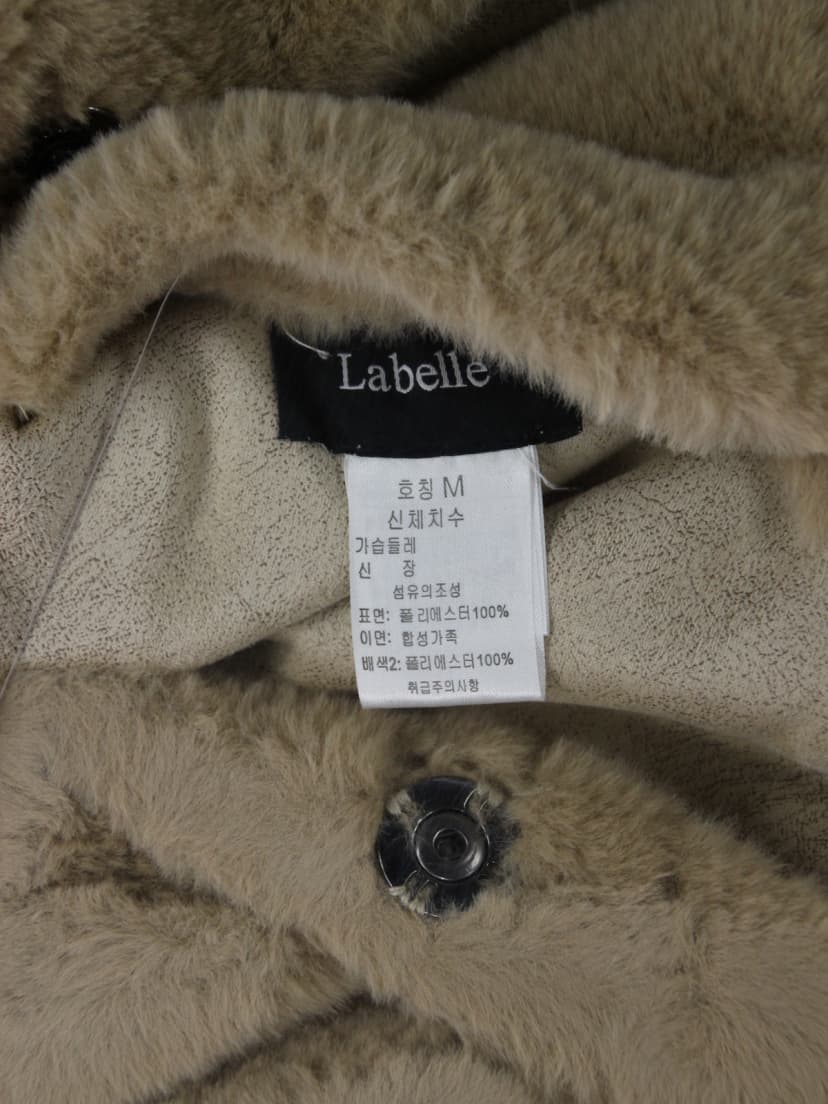 Labelle
호칭 M
신체치수
가슴둘레
신 장
섬유의조성
표면: 폴리에스터100%
이면: 합성가족
배색2: 폴리에스터100%
취급주의사항